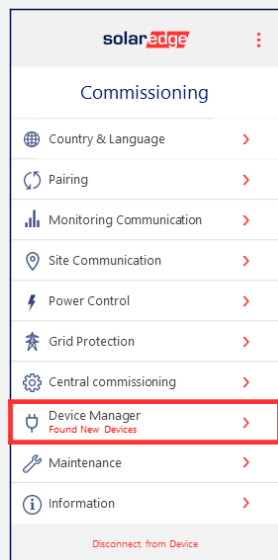 solaredge
Commissioning
Country & Language
Pairing
Monitoring Communication
Site Communication
Power Control
Grid Protection
Central commissioning
Device Manager
Found New Devices
Maintenance
Information
Disconnect from Device